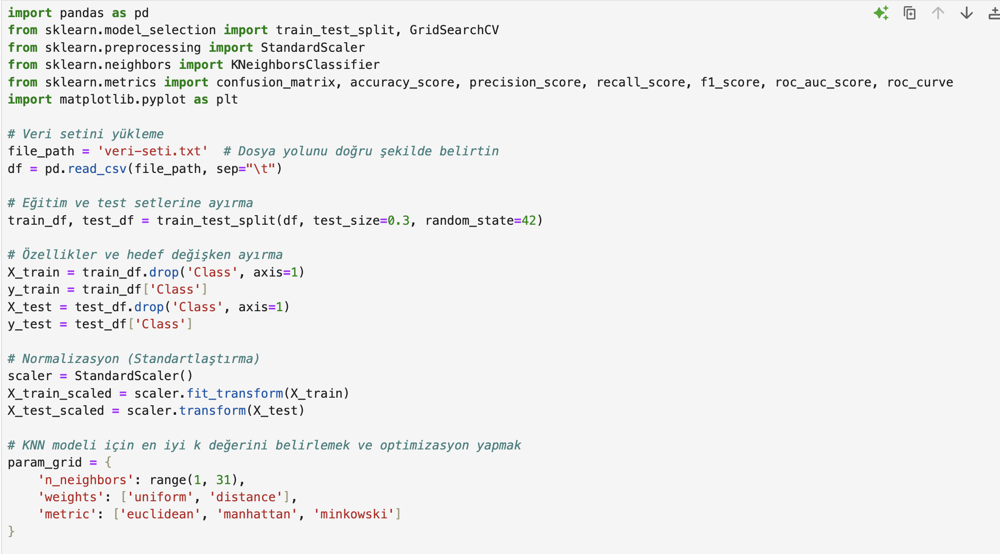 import pandas as pd
from sklearn.model_selection import train_test_split, GridSearchCV
from sklearn.preprocessing import StandardScaler
from sklearn.neighbors import KNeighborsClassifier
from sklearn.metrics import confusion_matrix, accuracy_score, precision_score, recall_score, f1_score, roc_auc_score, roc_curve
import matplotlib.pyplot as plt

# Veri setini yükleme
file_path = 'veri-seti.txt'  # Dosya yolunu doğru şekilde belirtin
df = pd.read_csv(file_path, sep="\t")

# Eğitim ve test setlerine ayırma
train_df, test_df = train_test_split(df, test_size=0.3, random_state=42)

# Özellikler ve hedef değişken ayırma
X_train = train_df.drop('Class', axis=1)
y_train = train_df['Class']
X_test = test_df.drop('Class', axis=1)
y_test = test_df['Class']

# Normalizasyon (Standartlaştırma)
scaler = StandardScaler()
X_train_scaled = scaler.fit_transform(X_train)
X_test_scaled = scaler.transform(X_test)

# KNN modeli için en iyi k değerini belirlemek ve optimizasyon yapmak
param_grid = {
    'n_neighbors': range(1, 31),
    'weights': ['uniform', 'distance'],
    'metric': ['euclidean', 'manhattan', 'minkowski']
}